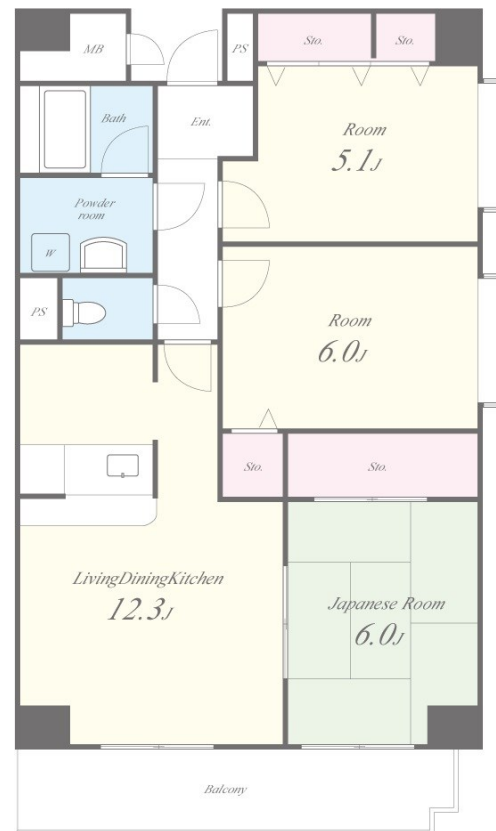 MB
PS
Sto.
Sto.
Bath
Ent.
Room
5.1J
Powder
room
W
PS
Room
6.0J
Sto.
Sto.
LivingDiningKitchen
12.3J
Japanese Room
6.0J
Balcony